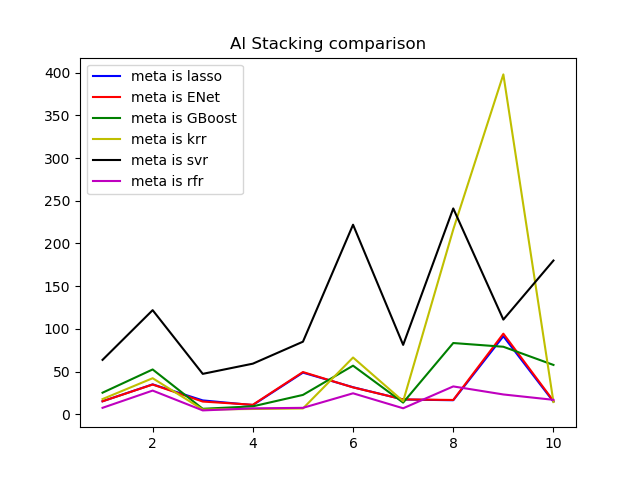 Al Stacking comparison
400
350
300
250
200
150
100
50
0
meta is lasso
meta is ENet
meta is GBoost
meta is krr
meta is svr
meta is rfr
2 4 6 8 10